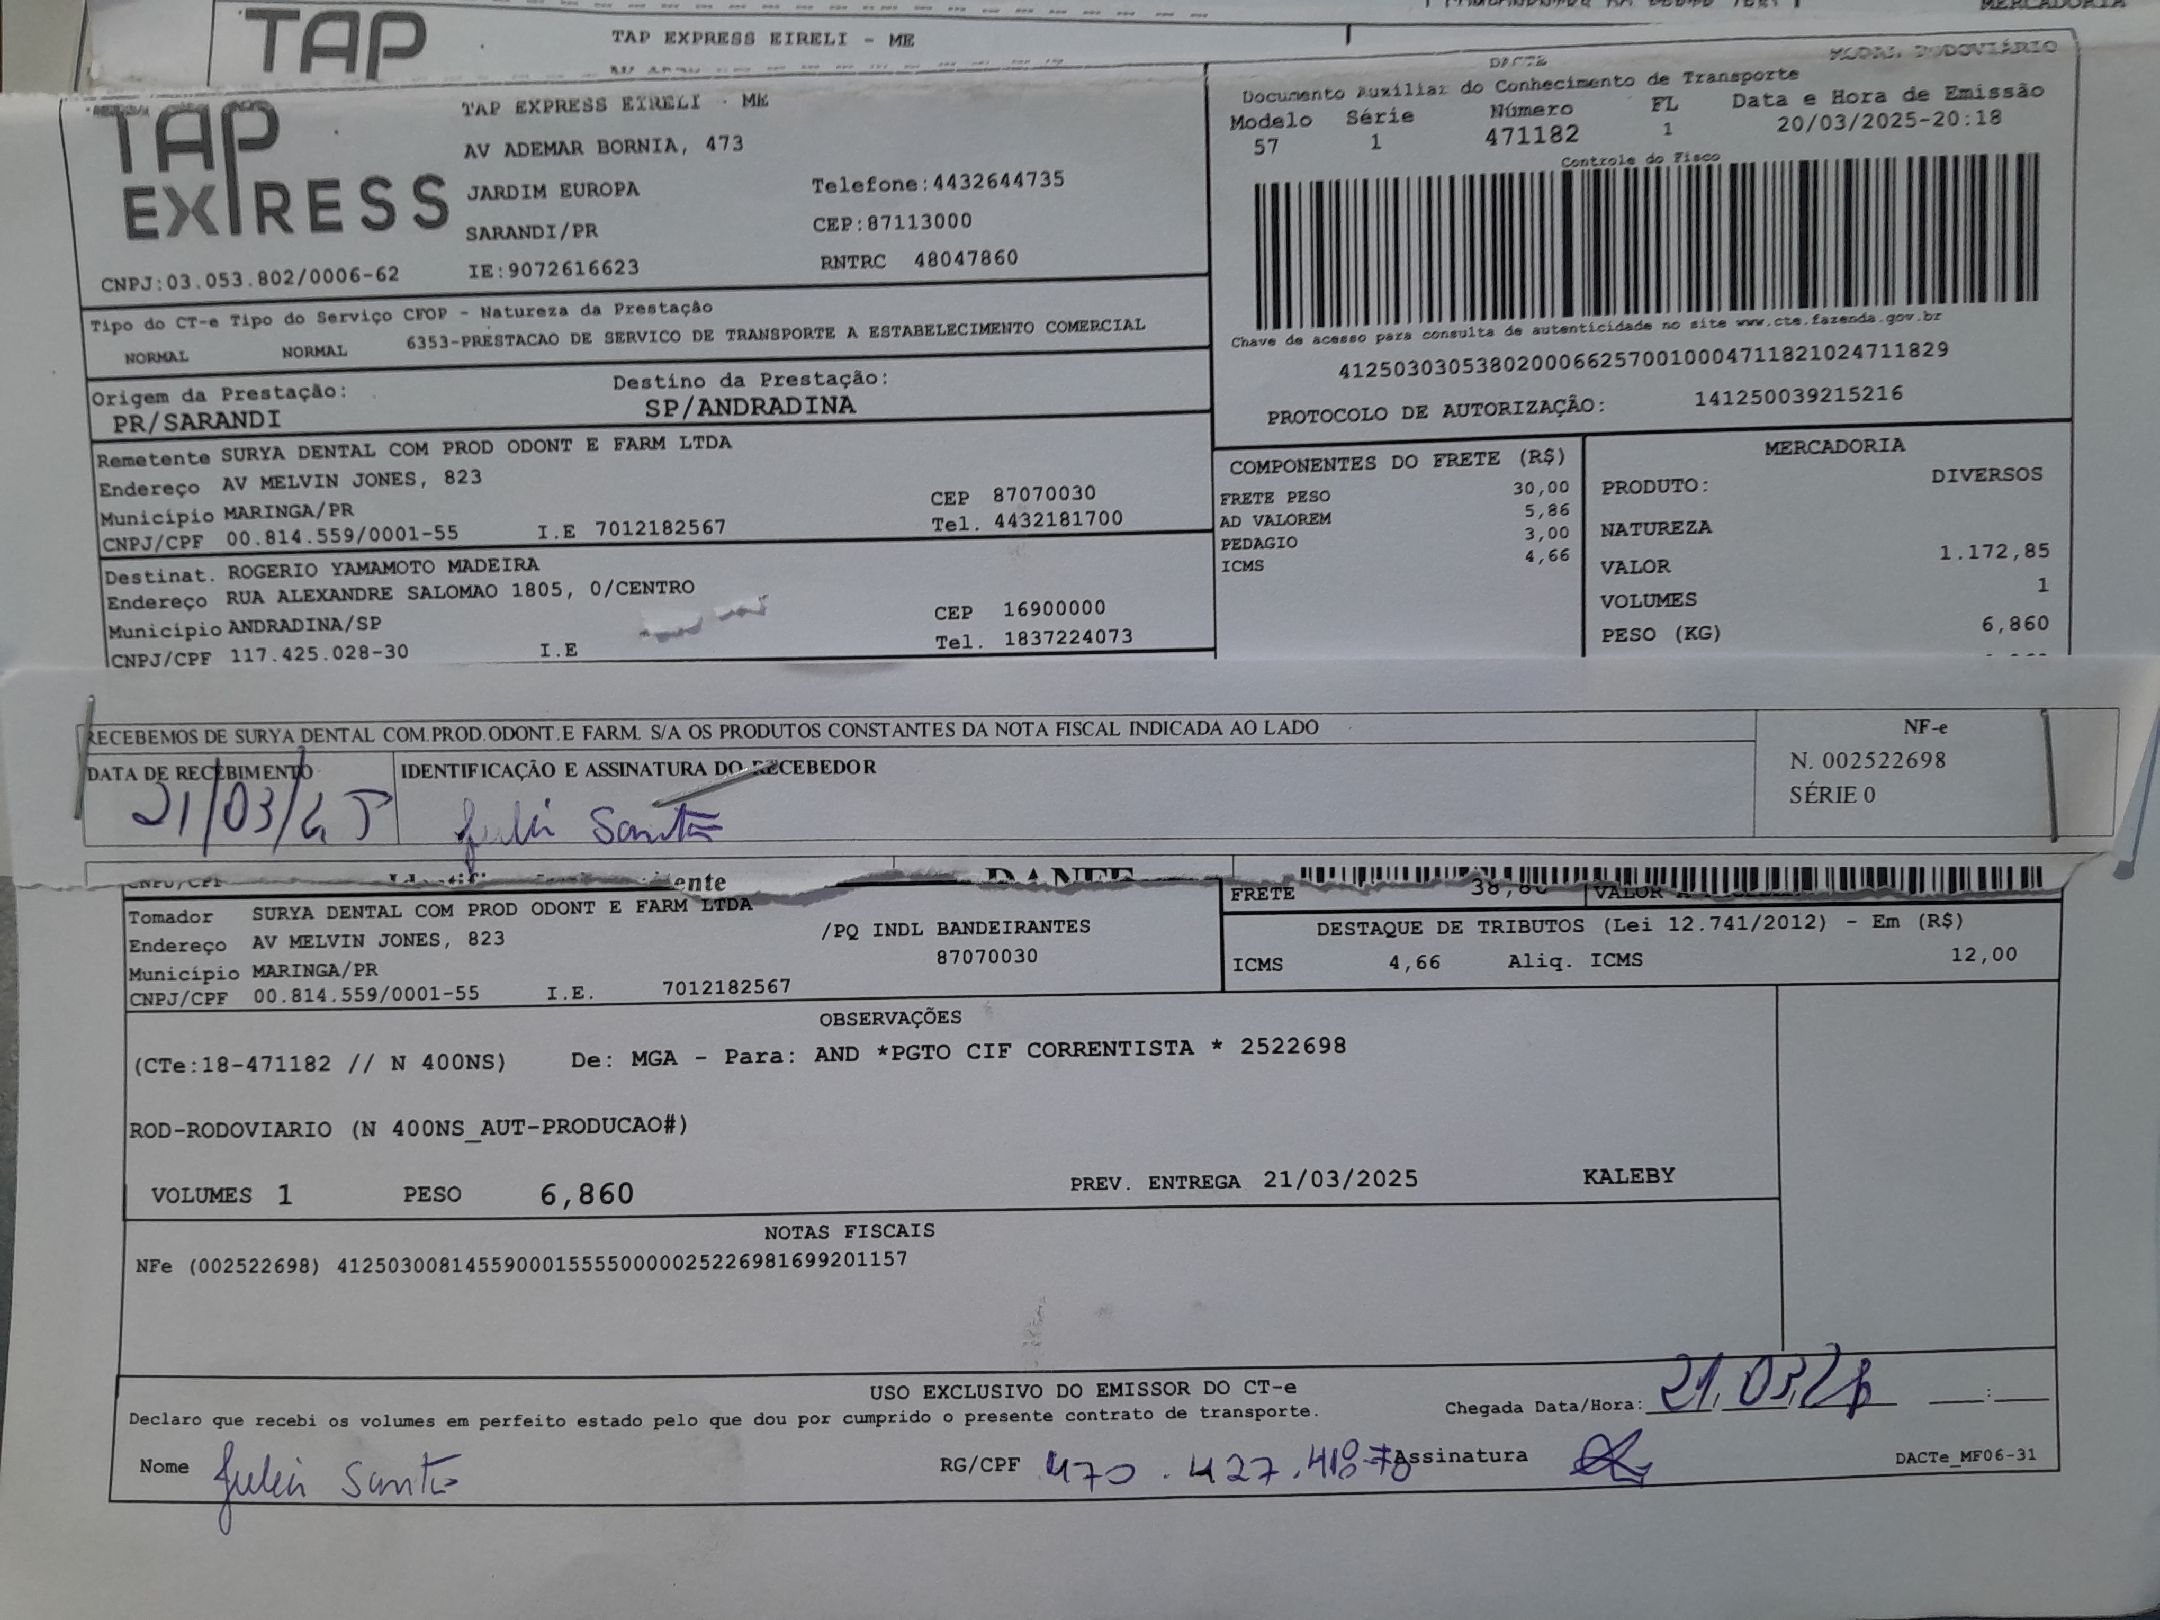 TAP
TAP EXPRESS EIRELI - ME
MERCADORIA
TAP EXPRESS
TAP EXPRESS EIRELI - ME
AV ADEMAR BORNIA, 473
JARDIM EUROPA Telefone:4432644735
SARANDI/PR CEP:87113000
CNPJ:03.053.802/0006-62 IE:9072616623 RNTRC 48047860
DACTE MODAL RODOVIÁRIO
Documento Auxiliar do Conhecimento de Transporte
Modelo Série Número FL Data e Hora de Emissão
57 1 471182 1 20/03/2025-20:18
Controle do Fisco
Chave de acesso para consulta de autenticidade no site www.cte.fazenda.gov.br
41250303053802000662570010004711821024711829
PROTOCOLO DE AUTORIZAÇÃO: 141250039215216
Tipo do CT-e Tipo do Serviço CFOP - Natureza da Prestação
NORMAL NORMAL 6353-PRESTACAO DE SERVICO DE TRANSPORTE A ESTABELECIMENTO COMERCIAL
Origem da Prestação: Destino da Prestação:
PR/SARANDI SP/ANDRADINA
Remetente SURYA DENTAL COM PROD ODONT E FARM LTDA
Endereço AV MELVIN JONES, 823
Município MARINGA/PR CEP 87070030
CNPJ/CPF 00.814.559/0001-55 I.E 7012182567 Tel. 4432181700
Destinat. ROGERIO YAMAMOTO MADEIRA
Endereço RUA ALEXANDRE SALOMAO 1805, 0/CENTRO
Município ANDRADINA/SP CEP 16900000
CNPJ/CPF 117.425.028-30 I.E Tel. 1837224073
COMPONENTES DO FRETE (R$)
FRETE PESO 30,00
AD VALOREM 5,86
PEDAGIO 3,00
ICMS 4,66
MERCADORIA
PRODUTO: DIVERSOS
NATUREZA
VALOR 1.172,85
VOLUMES 1
PESO (KG) 6,860
RECEBEMOS DE SURYA DENTAL COM.PROD.ODONT.E FARM. S/A OS PRODUTOS CONSTANTES DA NOTA FISCAL INDICADA AO LADO
DATA DE RECEBIMENTO IDENTIFICAÇÃO E ASSINATURA DO RECEBEDOR
21/03/25
NF-e
N. 002522698
SÉRIE 0
DANFE
FRETE
Tomador SURYA DENTAL COM PROD ODONT E FARM LTDA
Endereço AV MELVIN JONES, 823 /PQ INDL BANDEIRANTES
Município MARINGA/PR 87070030
CNPJ/CPF 00.814.559/0001-55 I.E. 7012182567
DESTAQUE DE TRIBUTOS (Lei 12.741/2012) - Em (R$)
ICMS 4,66 Aliq. ICMS 12,00
OBSERVAÇÕES
(CTe:18-471182 // N 400NS) De: MGA - Para: AND *PGTO CIF CORRENTISTA * 2522698
ROD-RODOVIARIO (N 400NS_AUT-PRODUCAO#)
VOLUMES 1 PESO 6,860 PREV. ENTREGA 21/03/2025 KALEBY
NOTAS FISCAIS
NFe (002522698) 41250300814559000155550000025226981699201157
USO EXCLUSIVO DO EMISSOR DO CT-e
Declaro que recebi os volumes em perfeito estado pelo que dou por cumprido o presente contrato de transporte. Chegada Data/Hora: 21/03/25 :
Nome RG/CPF Assinatura DACTe_MF06-31